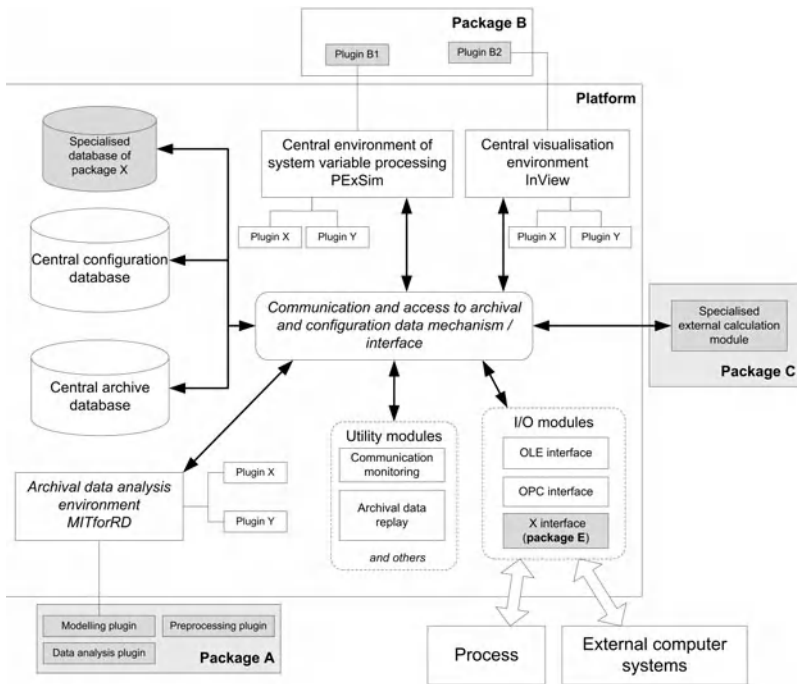 Package B
Plugin B1
Plugin B2
Platform
Specialised
database of
package X
Central environment of
system variable processing
PExSim
Central visualisation
environment
InView
Plugin X
Plugin Y
Plugin X
Plugin Y
Central configuration
database
Communication and access to archival
and configuration data mechanism /
interface
Specialised
external calculation
module
Package C
Central archive
database
Utility modules
Communication
monitoring
Archival data
replay
and others
I/O modules
OLE interface
OPC interface
X interface
(package E)
Archival data analysis
environment
MITforRD
Plugin X
Plugin Y
Modelling plugin
Preprocessing plugin
Data analysis plugin
Package A
Process
External computer
systems